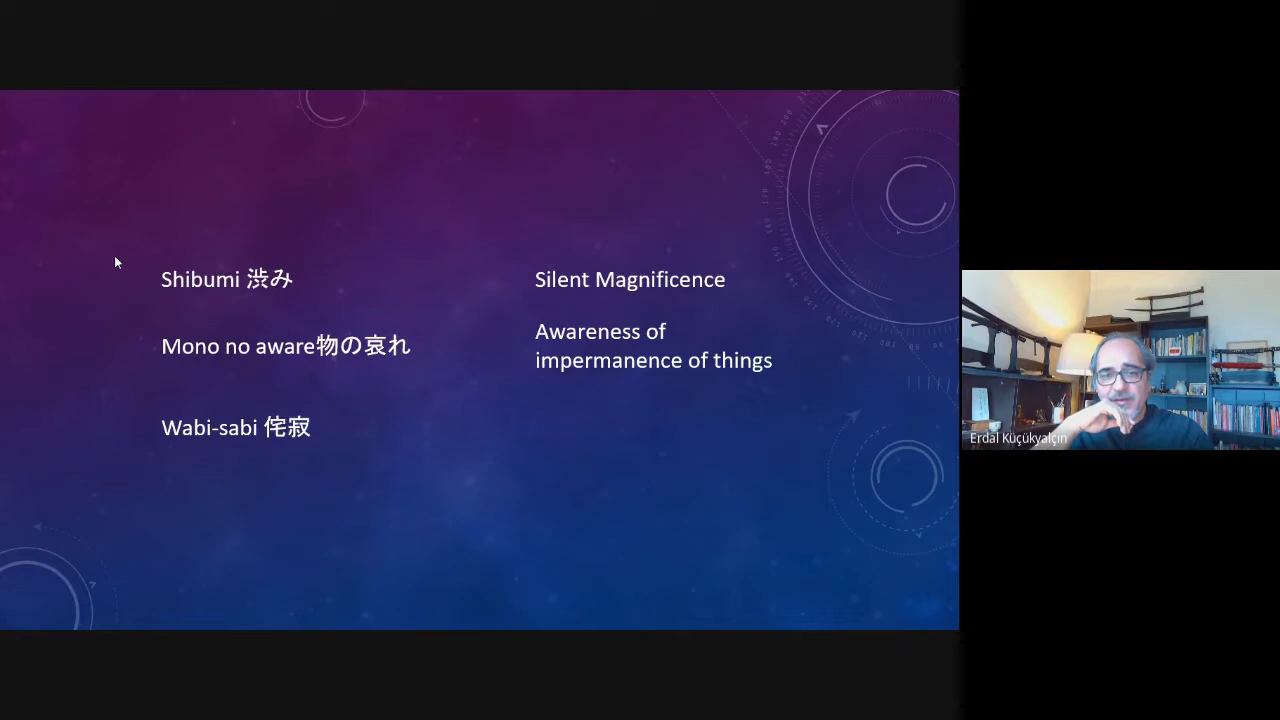 Shibumi 渋み
Silent Magnificence
Mono no aware物の哀れ
Awareness of
impermanence of things
Wabi-sabi 侘寂
Erdal Küçükyalçın